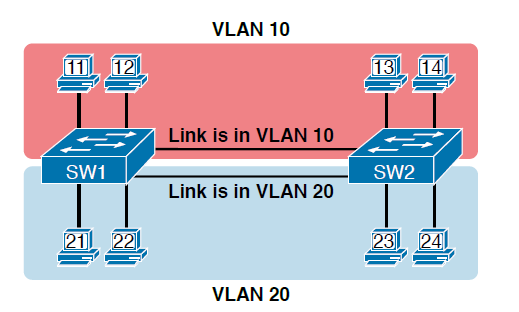 VLAN 10
11 12 13 14
Link is in VLAN 10
SW1 SW2
Link is in VLAN 20
21 22 23 24
VLAN 20